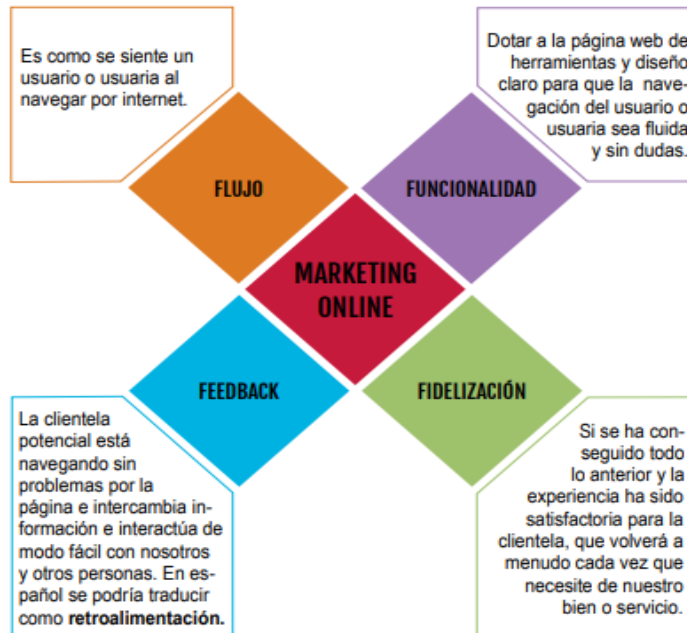 Es como se siente un
usuario o usuaria al
navegar por internet.
Dotar a la página web de
herramientas y diseño
claro para que la nave-
gación del usuario o
usuaria sea fluida
y sin dudas.
FLUJO
FUNCIONALIDAD
MARKETING
ONLINE
FEEDBACK
FIDELIZACIÓN
La clientela
potencial está
navegando sin
problemas por la
página e intercambia in-
formación e interactúa de
modo fácil con nosotros
y otros personas. En es-
pañol se podría traducir
como retroalimentación.
Si se ha con-
seguido todo
lo anterior y la
experiencia ha sido
satisfactoria para la
clientela, que volverá a
menudo cada vez que
necesite de nuestro
bien o servicio.